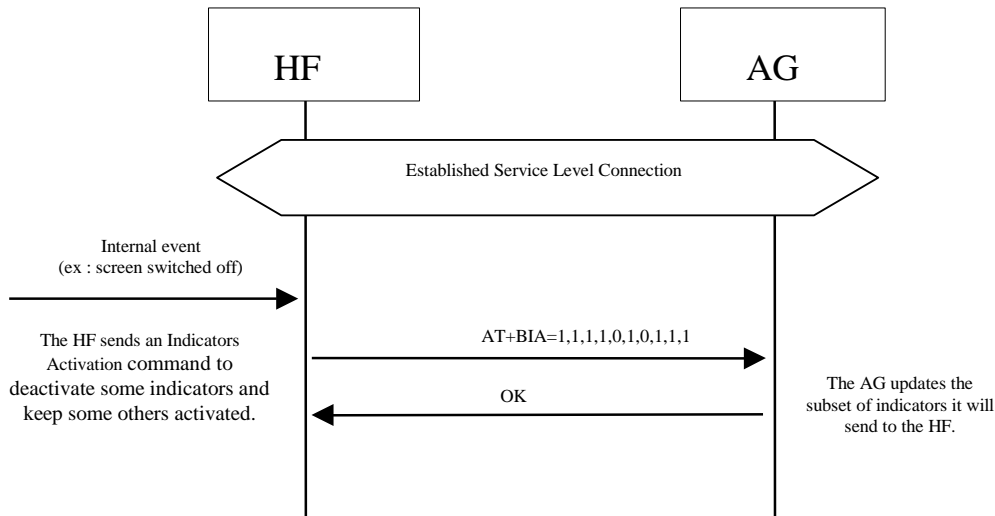 HF
AG
Established Service Level Connection
Internal event
(ex : screen switched off)
AT+BIA=1,1,1,1,0,1,0,1,1,1
The HF sends an Indicators
Activation command to
deactivate some indicators and
keep some others activated.
OK
The AG updates the
subset of indicators it will
send to the HF.